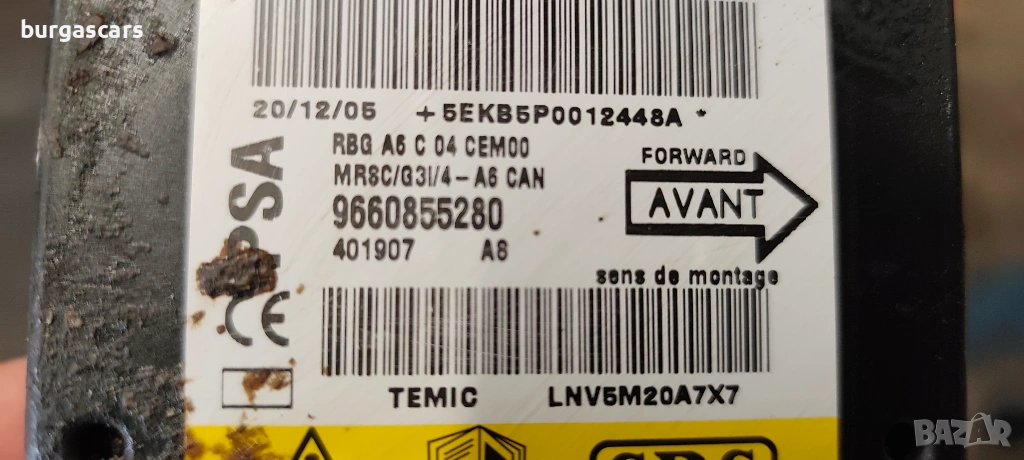 burgascars
20/12/05 +5EKB5P0012448A *
RBG A6 C 04 CEM00
MRSC/G3I/4-A6 CAN
9660855280
401907 A6
PSA
CE
FORWARD
AVANT
sens de montage
TEMIC LNV5M20A7X7
BAZAR